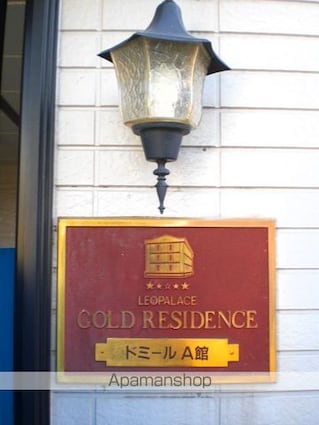 ★★☆★★
LEOPALACE
GOLD RESIDENCE
ドミール A館
Apamanshop